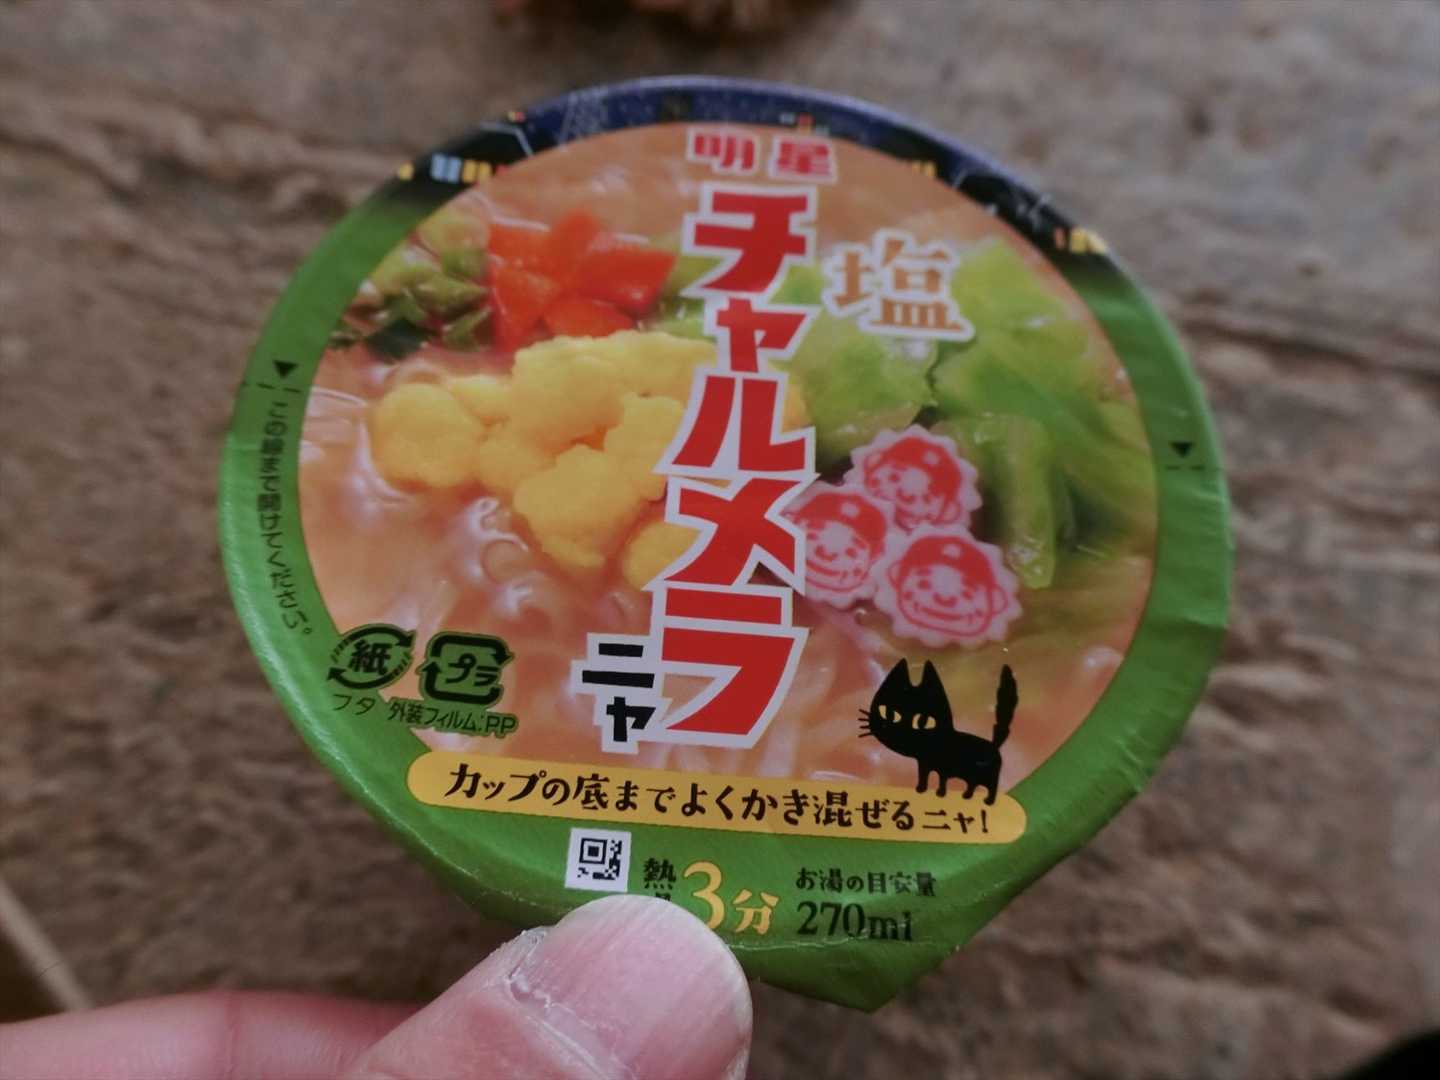 明星
チャルメラ
塩
ニャ
この線まで開けてください。
紙
フタ
プラ
外装フィルム:PP
カップの底までよくかき混ぜるニャ!
熱
3分
お湯の目安量
270ml